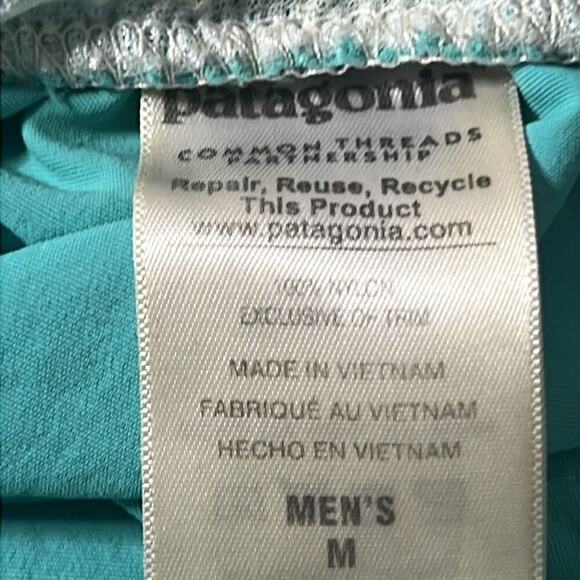 patagonia
COMMON THREADS
PARTNERSHIP
Repair, Reuse, Recycle
This Product
www.patagonia.com
100% NYLON
EXCLUSIVE OF TRIM
MADE IN VIETNAM
FABRIQUÉ AU VIETNAM
HECHO EN VIETNAM
MEN'S
M